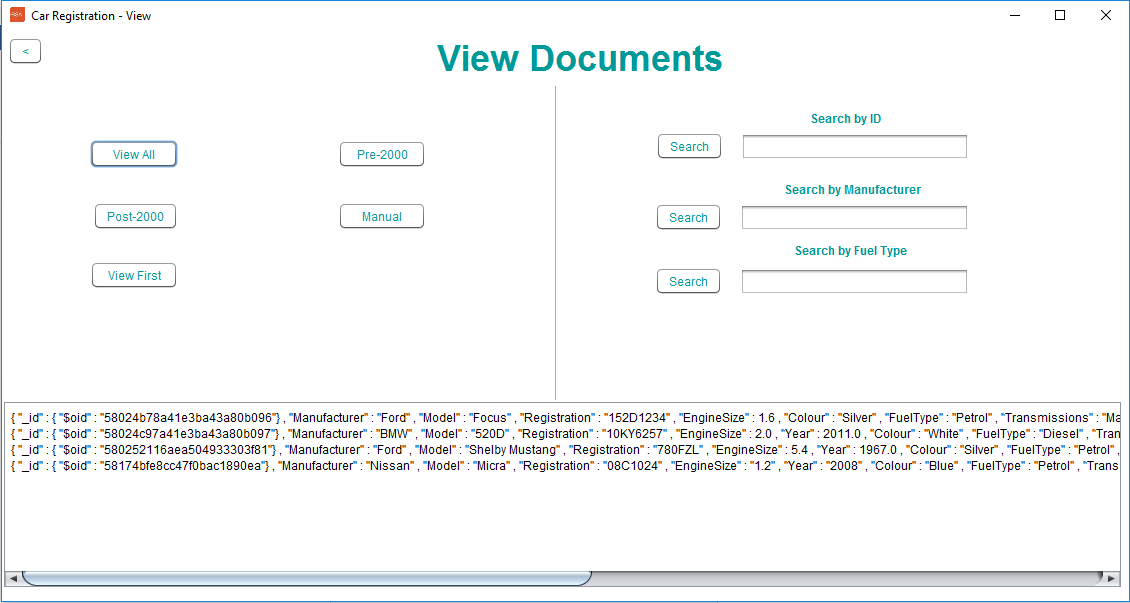 Car Registration - View
<
View Documents
View All
Pre-2000
Post-2000
Manual
View First
Search by ID
Search
Search by Manufacturer
Search
Search by Fuel Type
Search
{ "_id" : { "$oid" : "58024b78a41e3ba43a80b096"} , "Manufacturer" : "Ford" , "Model" : "Focus" , "Registration" : "152D1234" , "EngineSize" : 1.6 , "Colour" : "Silver" , "FuelType" : "Petrol" , "Transmissions" : "Ma
{ "_id" : { "$oid" : "58024c97a41e3ba43a80b097"} , "Manufacturer" : "BMW" , "Model" : "520D" , "Registration" : "10KY6257" , "EngineSize" : 2.0 , "Year" : 2011.0 , "Colour" : "White" , "FuelType" : "Diesel" , "Tran
{ "_id" : { "$oid" : "580252116aea504933303f81"} , "Manufacturer" : "Ford" , "Model" : "Shelby Mustang" , "Registration" : "780FZL" , "EngineSize" : 5.4 , "Year" : 1967.0 , "Colour" : "Silver" , "FuelType" : "Petrol" ,
{ "_id" : { "$oid" : "58174bfe8cc47f0bac1890ea"} , "Manufacturer" : "Nissan" , "Model" : "Micra" , "Registration" : "08C1024" , "EngineSize" : "1.2" , "Year" : "2008" , "Colour" : "Blue" , "FuelType" : "Petrol" , "Trans